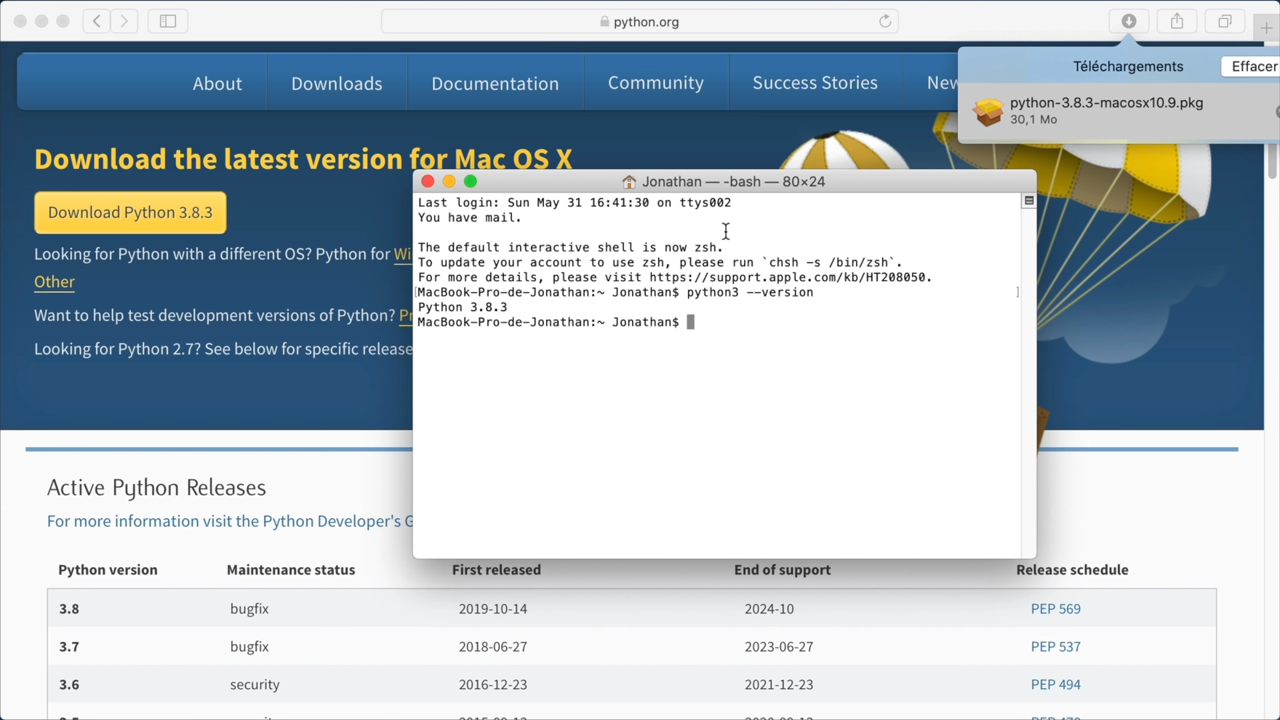 python.org
About
Downloads
Documentation
Community
Success Stories
New
Téléchargements
Effacer
python-3.8.3-macosx10.9.pkg
30,1 Mo
Download the latest version for Mac OS X
Download Python 3.8.3
Looking for Python with a different OS? Python for Wi
Other
Want to help test development versions of Python? Pr
Looking for Python 2.7? See below for specific release
Jonathan — -bash — 80×24
Last login: Sun May 31 16:41:30 on ttys002
You have mail.
The default interactive shell is now zsh.
To update your account to use zsh, please run `chsh -s /bin/zsh`.
For more details, please visit https://support.apple.com/kb/HT208050.
[MacBook-Pro-de-Jonathan:~ Jonathan$ python3 --version ]
Python 3.8.3
MacBook-Pro-de-Jonathan:~ Jonathan$
Active Python Releases
For more information visit the Python Developer's G
Python version Maintenance status First released End of support Release schedule
3.8 bugfix 2019-10-14 2024-10 PEP 569
3.7 bugfix 2018-06-27 2023-06-27 PEP 537
3.6 security 2016-12-23 2021-12-23 PEP 494